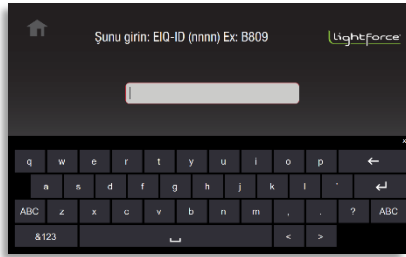 Şunu girin: EIQ-ID (nnnn) Ex: B809
lightforce
x
q w e r t y u i o p ←
a s d f g h j k l ' ↵
ABC z x c v b n m , . ? ABC
&123 < >